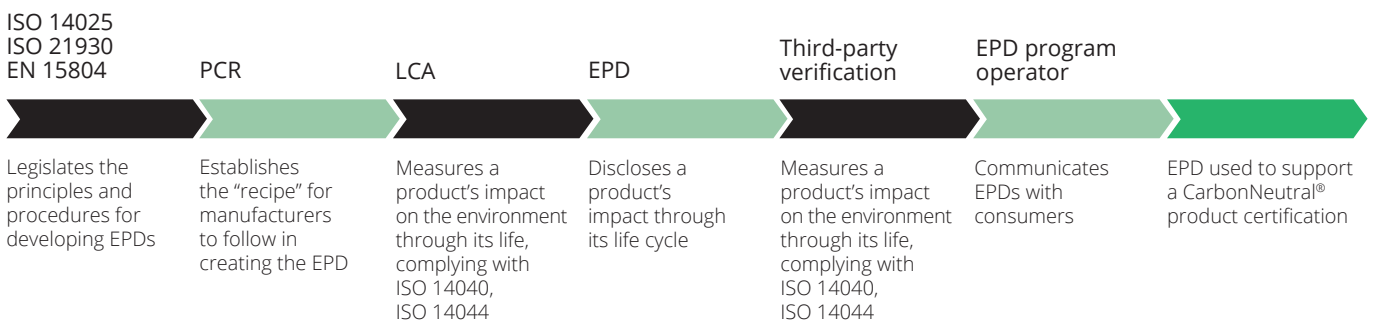 ISO 14025
ISO 21930
EN 15804
PCR
LCA
EPD
Third-party
verification
EPD program
operator
Legislates the
principles and
procedures for
developing EPDs
Establishes
the “recipe” for
manufacturers
to follow in
creating the EPD
Measures a
product’s impact
on the environment
through its life,
complying with
ISO 14040,
ISO 14044
Discloses a
product’s
impact through
its life cycle
Measures a
product’s impact
on the environment
through its life,
complying with
ISO 14040,
ISO 14044
Communicates
EPDs with
consumers
EPD used to support
a CarbonNeutral®
product certification